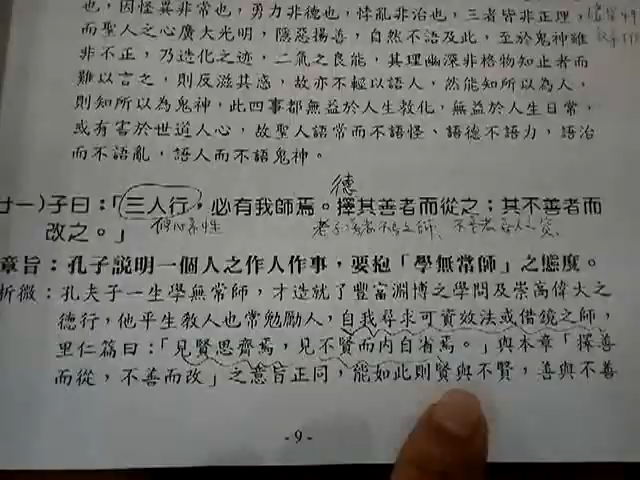 也，因怪異非常也，勇力非德也，悖亂非治也，三者皆非正理，
而聖人之心廣大光明，隱惡揚善，自然不語及此，至於鬼神雖
非不正，乃造化之迹，二氣之良能，其理幽深非格物知止者而
難以言之，則反滋其惑，故亦不輕以語人，然能知所以為人，
則知所以為鬼神，此四事都無益於人生教化，無益於人生日常，
或有害於世道人心，故聖人語常而不語怪、語德不語力，語治
而不語亂，語人而不語鬼神。
德
廿一）子曰：「三人行，必有我師焉。擇其善者而從之；其不善者而
改之。」
章旨：孔子說明一個人之作人作事，要抱「學無常師」之態度。
析微：孔夫子一生學無常師，才造就了豐富淵博之學問及崇高偉大之
德行，他平生教人也常勉勵人，自我尋求可資效法或借鏡之師，
里仁篇曰：「見賢思齊焉，見不賢而內自省焉。」與本章「擇善
而從，不善而改」之意旨正同，能如此則賢與不賢，善與不善
-9-